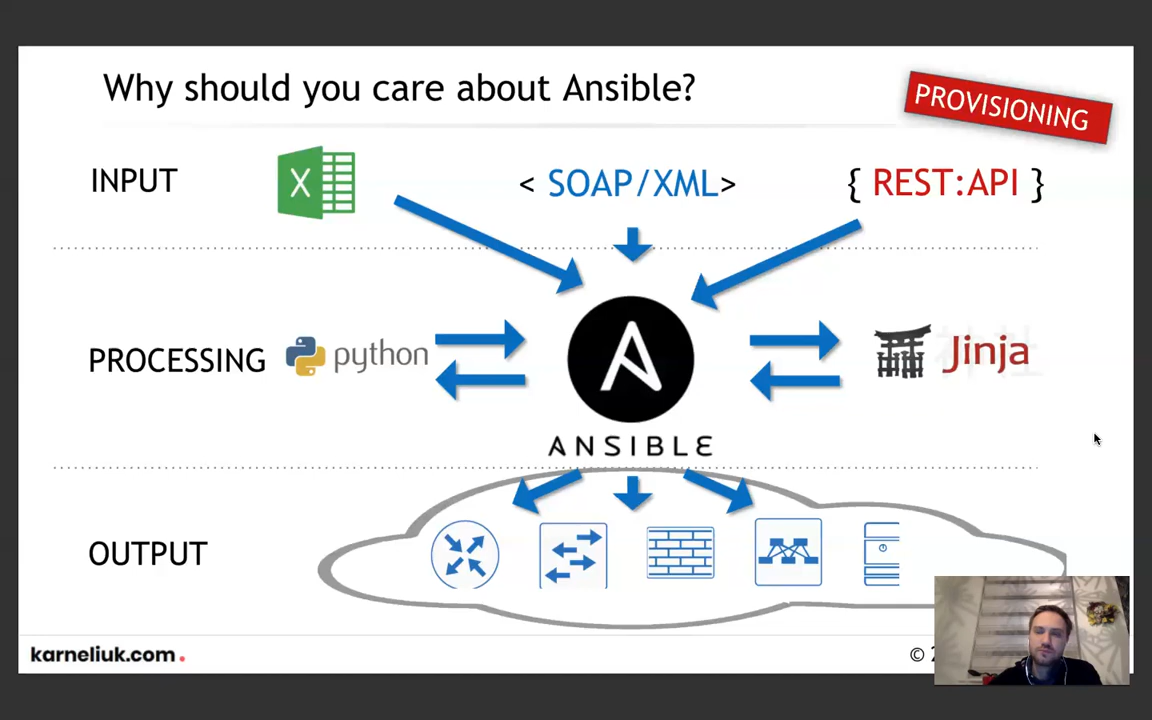 Why should you care about Ansible?
PROVISIONING
INPUT
X
< SOAP/XML>
{ REST:API }
PROCESSING
python
Jinja
A
ANSIBLE
OUTPUT
karneliuk.com .
©